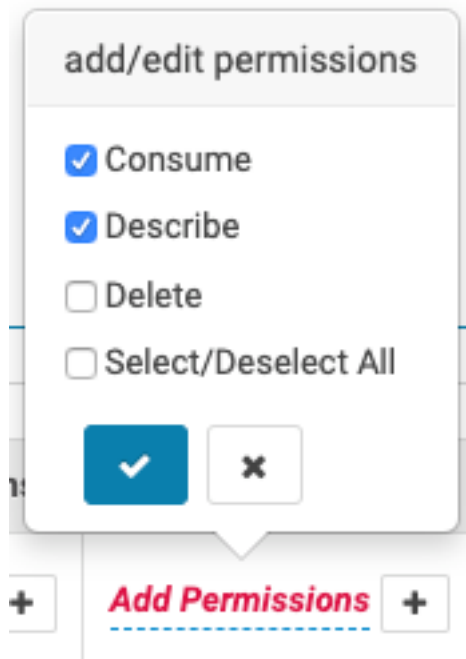 add/edit permissions
Consume
Describe
Delete
Select/Deselect All
Add Permissions +